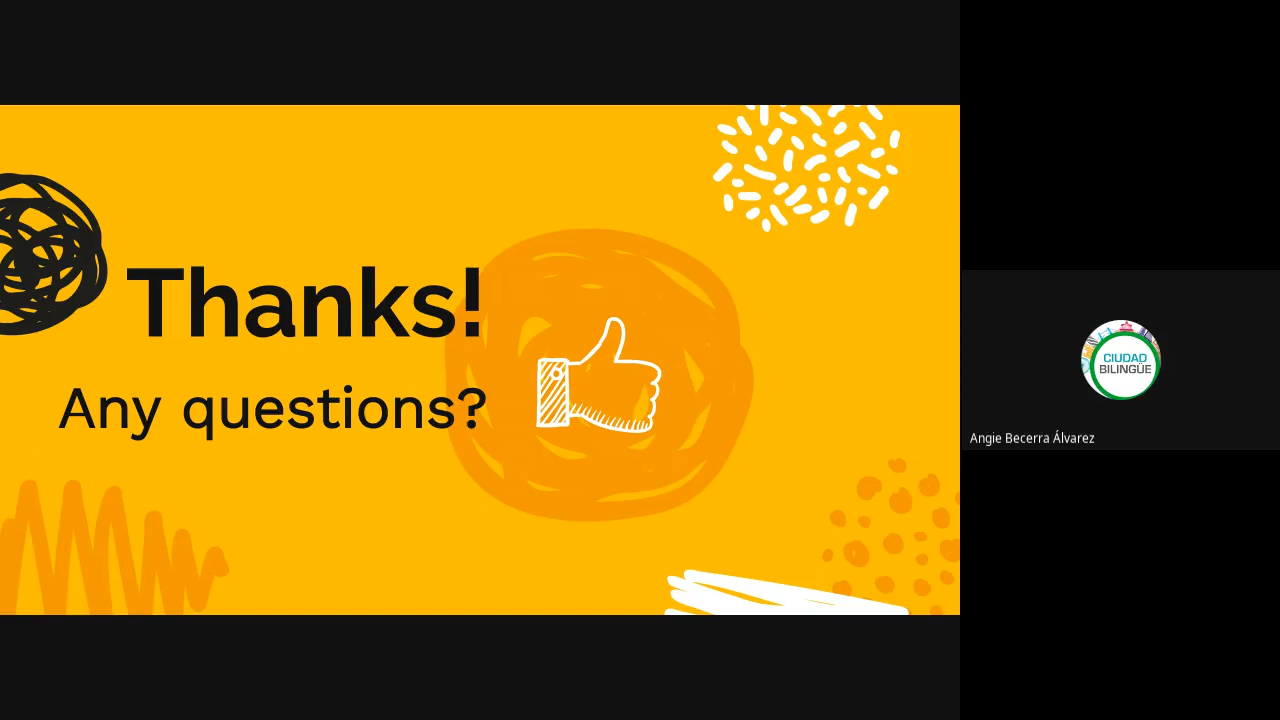 Thanks!
Any questions?
CIUDAD
BILINGÜE
Angie Becerra Álvarez